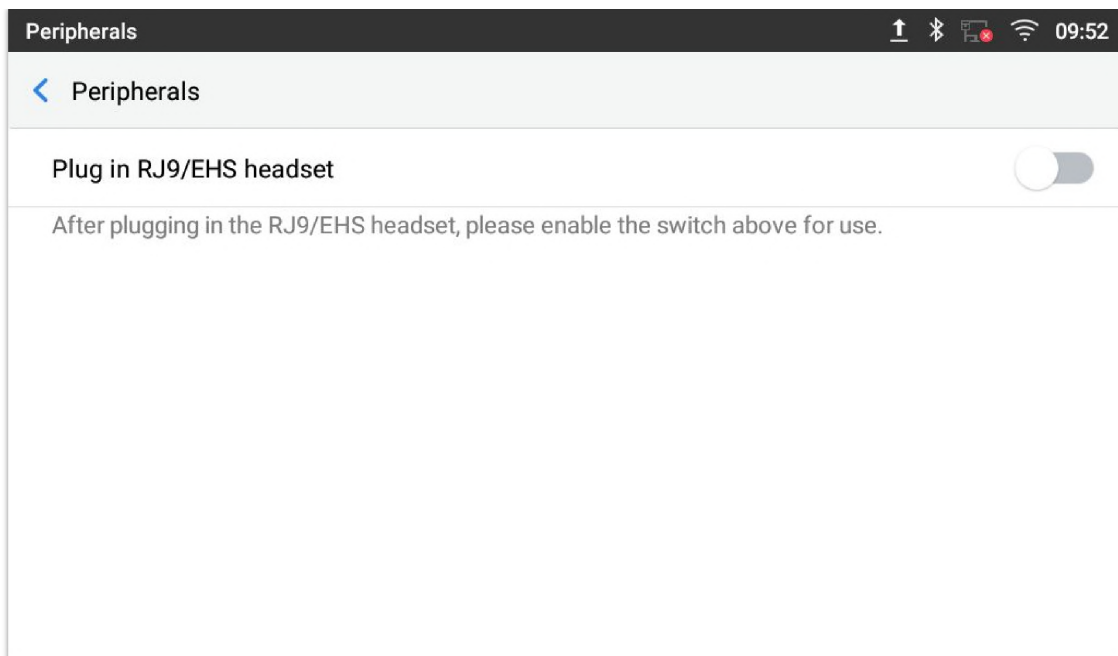 Peripherals 09:52
Peripherals
Plug in RJ9/EHS headset
After plugging in the RJ9/EHS headset, please enable the switch above for use.